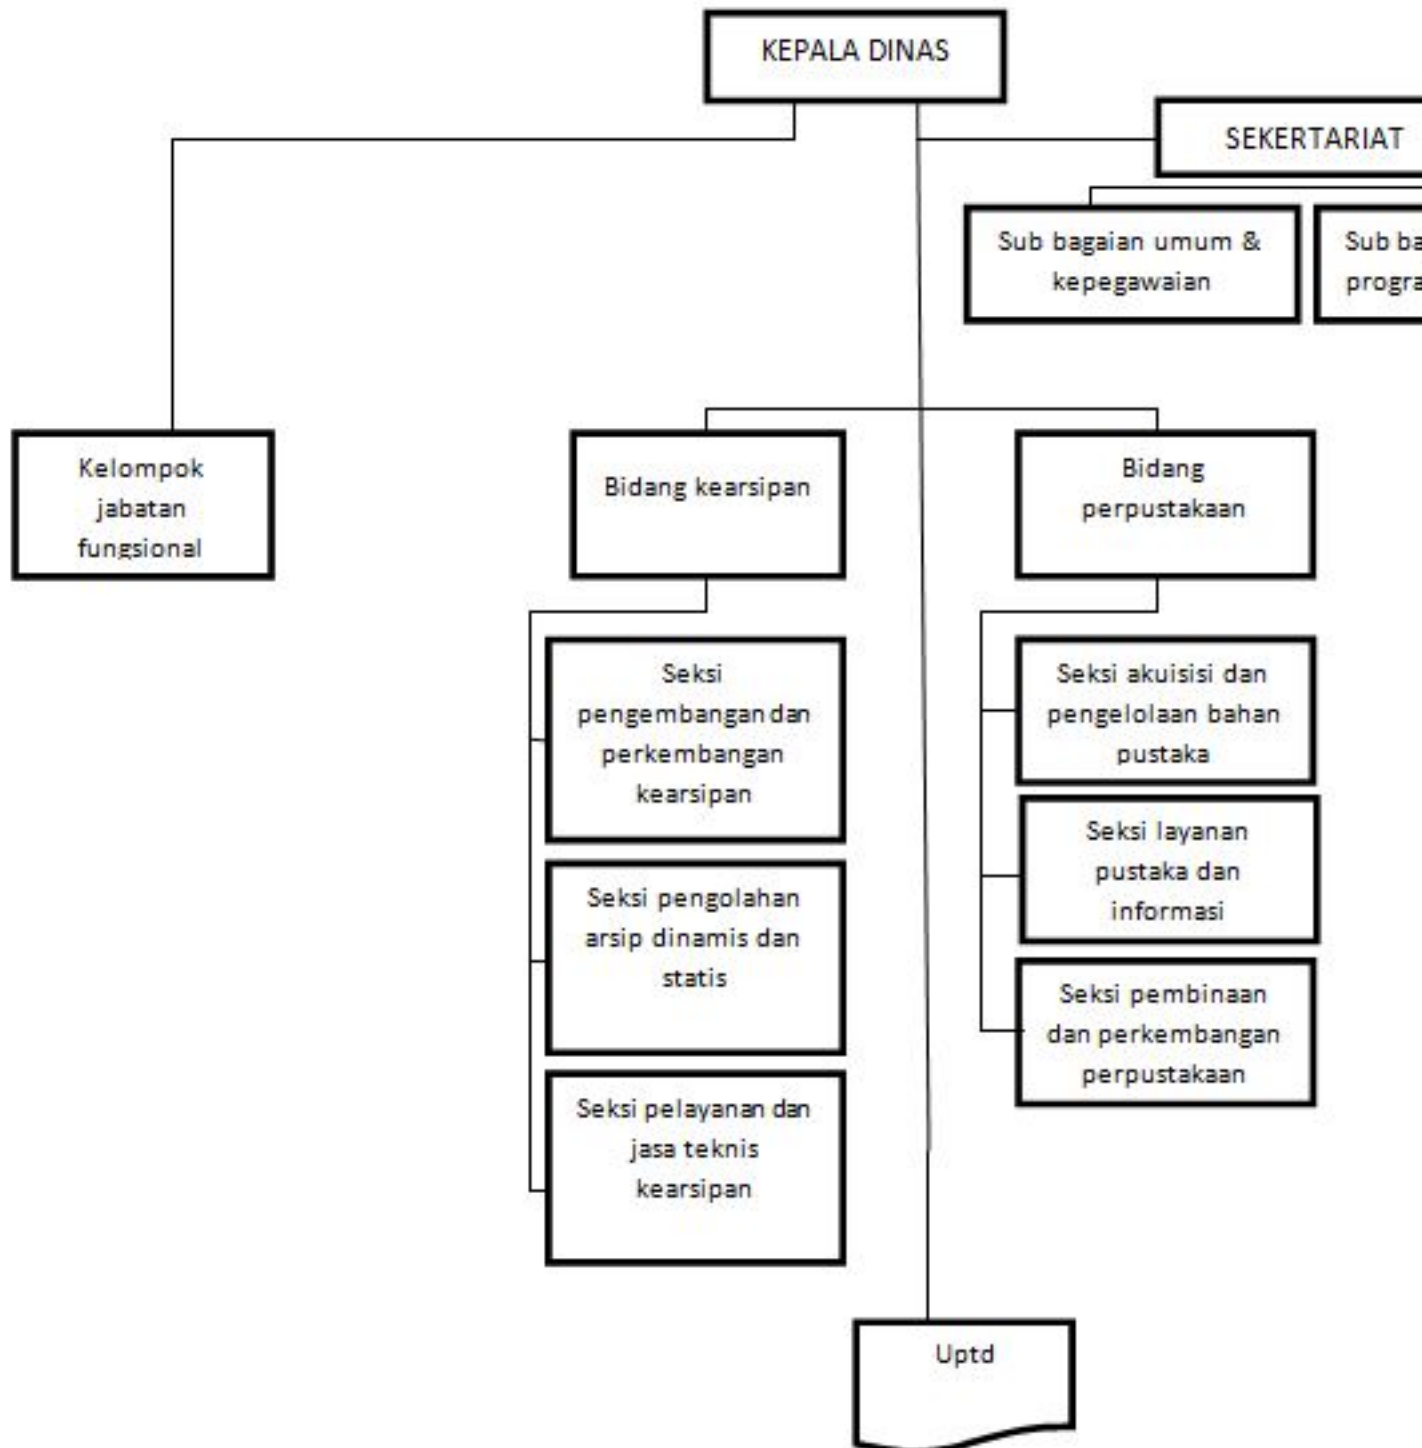 KEPALA DINAS
SEKERTARIAT
Sub bagaian umum &
kepegawaian
Sub
Kelompok
jabatan
fungsional
Bidang kearsipan
Bidang
perpustakaan
Seksi
pengembangan dan
perkembangan
kearsipan
Seksi pengolahan
arsip dinamis dan
statis
Seksi pelayanan dan
jasa teknis
kearsipan
Seksi akuisisi dan
pengelolaan bahan
pustaka
Seksi layanan
pustaka dan
informasi
Seksi pembinaan
dan perkembangan
perpustakaan
Uptd